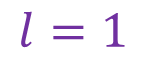 l = 1